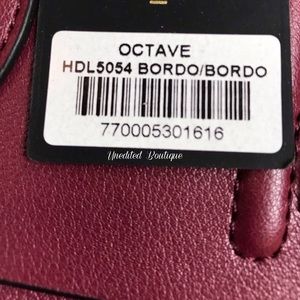 OCTAVE
HDL5054 BORDO/BORDO
770005301616
Unedited Boutique